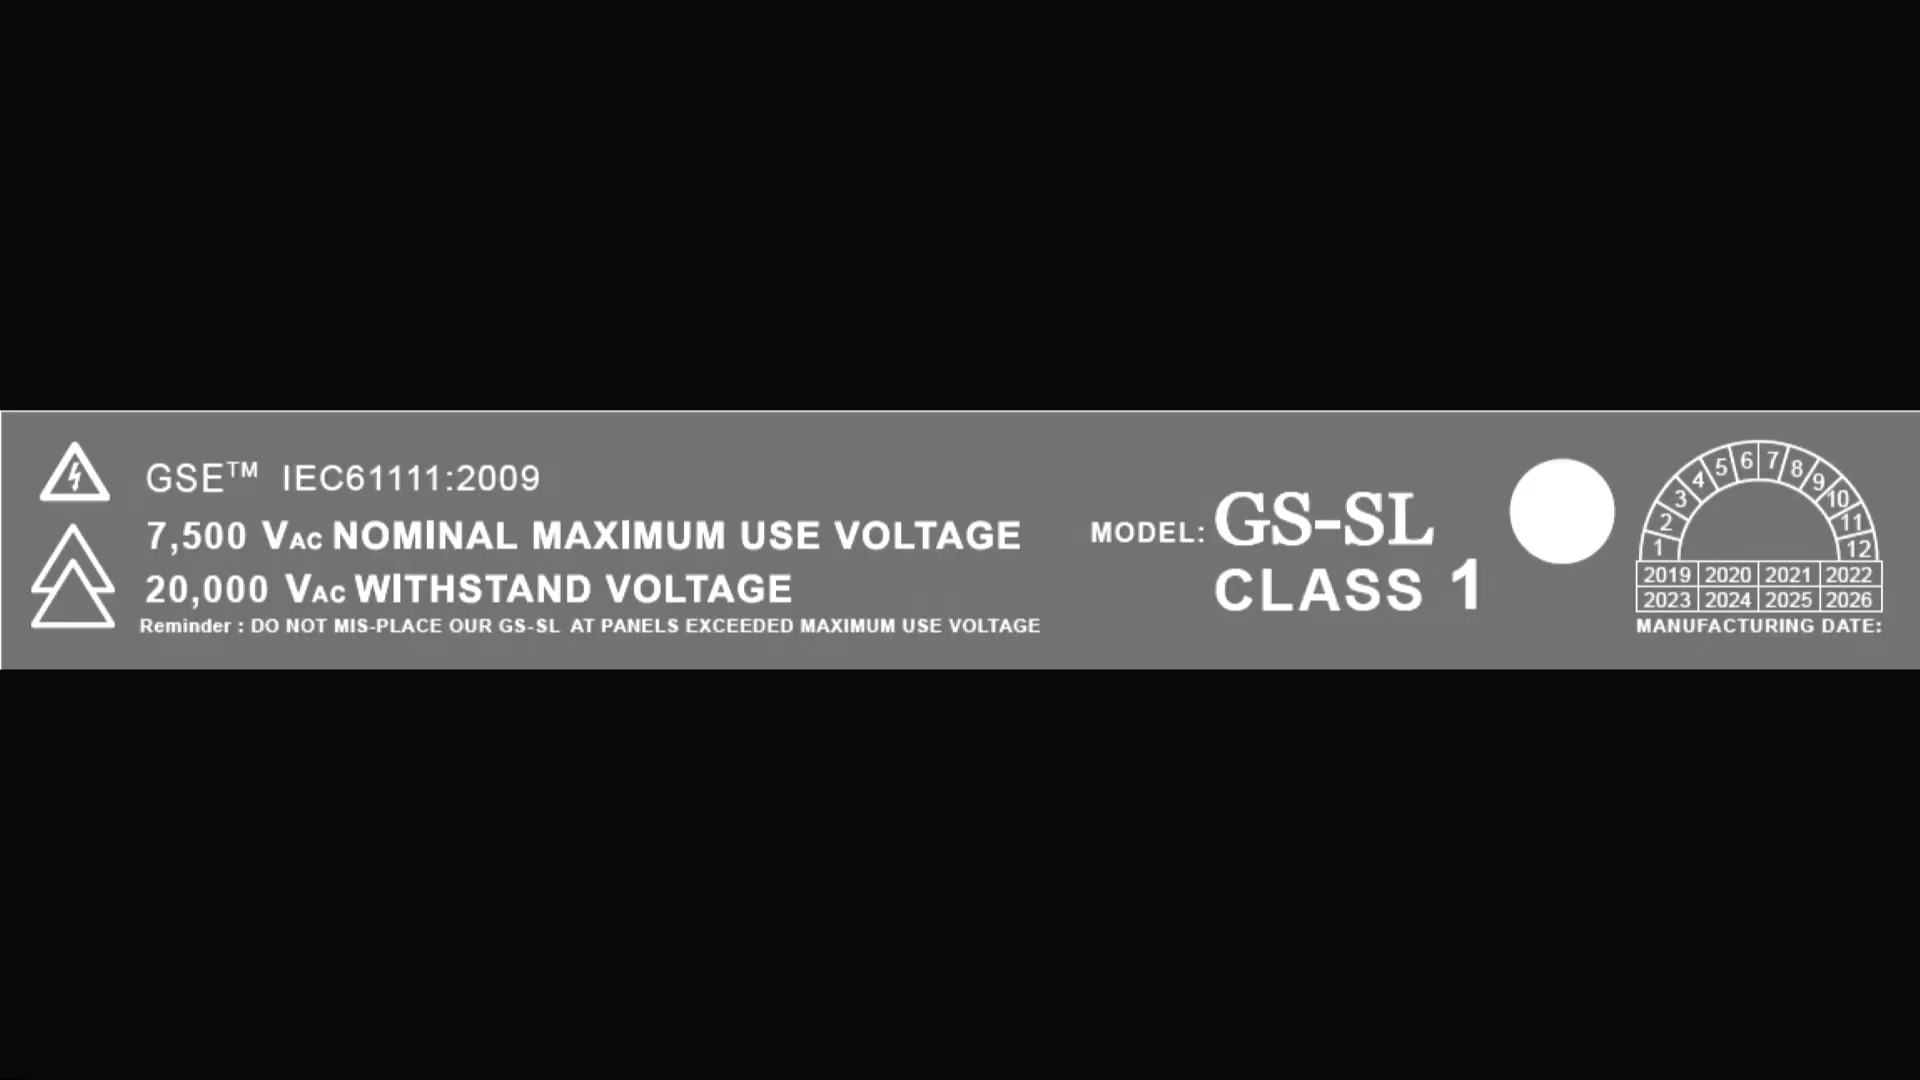 GSE™ IEC61111:2009
7,500 VAC NOMINAL MAXIMUM USE VOLTAGE
20,000 VAC WITHSTAND VOLTAGE
Reminder : DO NOT MIS-PLACE OUR GS-SL AT PANELS EXCEEDED MAXIMUM USE VOLTAGE
MODEL: GS-SL
CLASS 1
1 2 3 4 5 6 7 8 9 10 11 12
2019 2020 2021 2022
2023 2024 2025 2026
MANUFACTURING DATE: